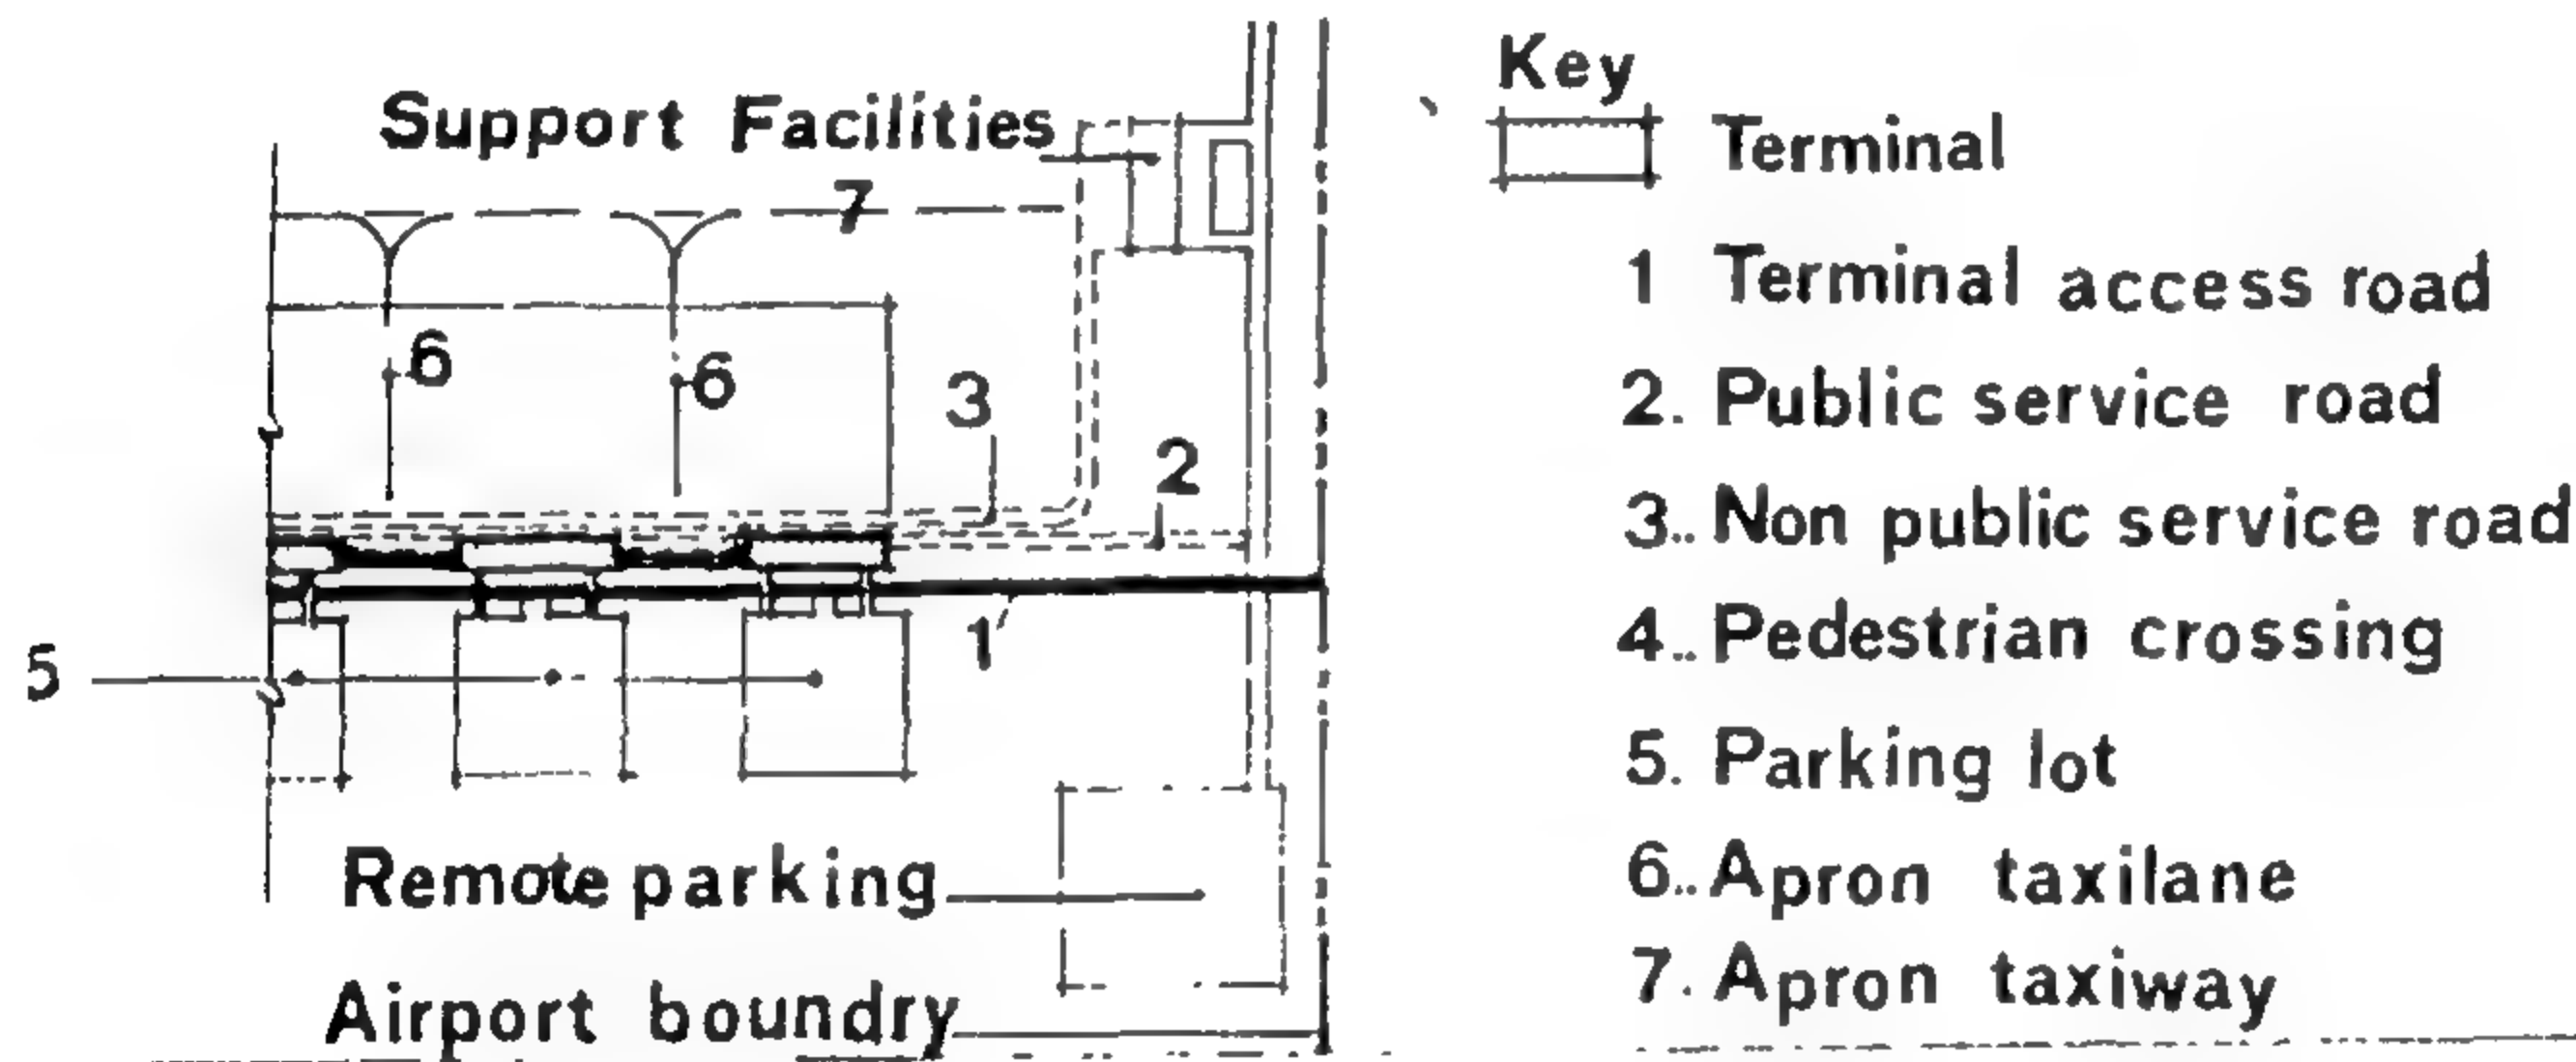 Support Facilities
7
6
6
3
2
1
5
Remote parking
Airport boundry
Key
Terminal
1 Terminal access road
2. Public service road
3.. Non public service road
4.. Pedestrian crossing
5. Parking lot
6.. Apron taxilane
7. Apron taxiway